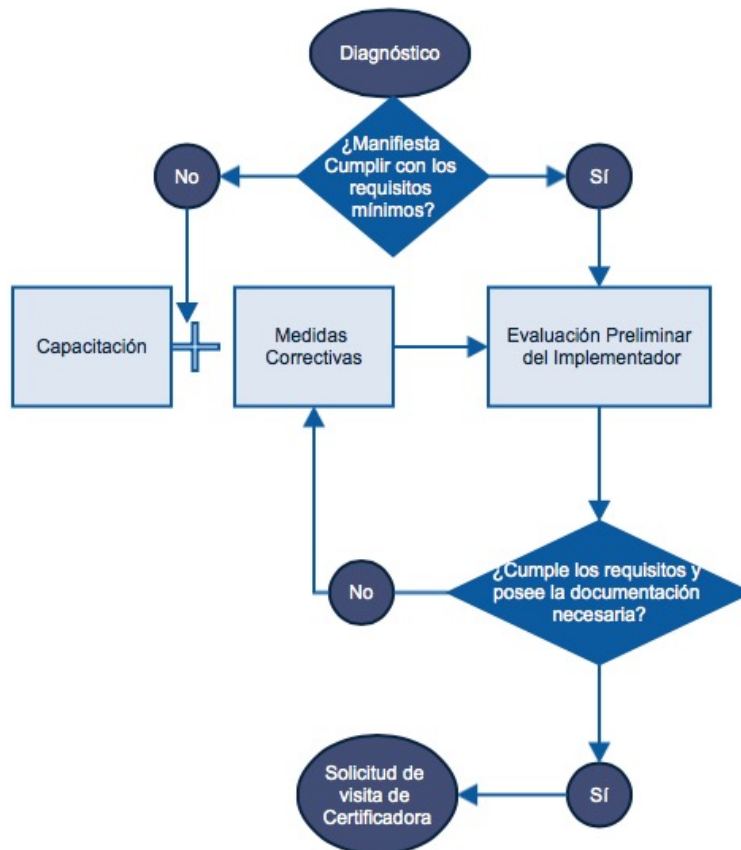 Diagnóstico
¿Manifiesta
Cumplir con los
requisitos
mínimos?
No
Sí
Capacitación
Medidas
Correctivas
Evaluación Preliminar
del Implementador
¿Cumple los requisitos y
posee la documentación
necesaria?
No
Solicitud de
visita de
Certificadora
Sí